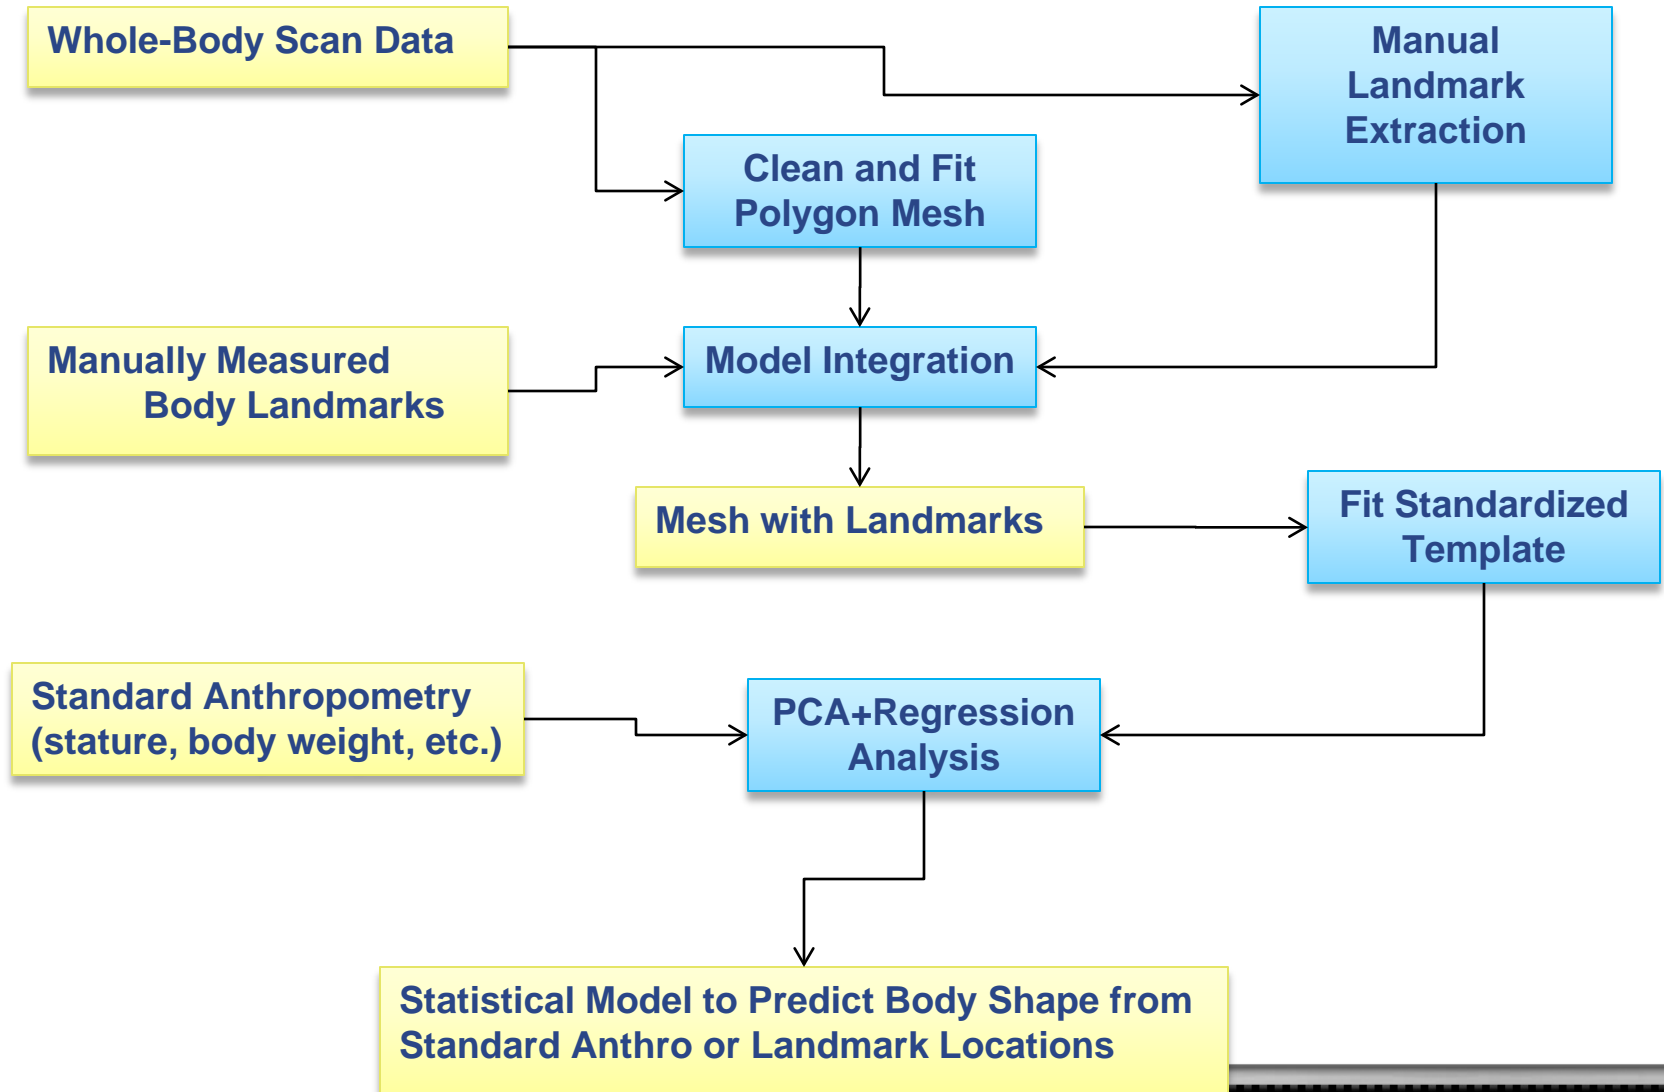 Whole-Body Scan Data
Manual
Landmark
Extraction
Clean and Fit
Polygon Mesh
Manually Measured
Body Landmarks
Model Integration
Mesh with Landmarks
Fit Standardized
Template
Standard Anthropometry
(stature, body weight, etc.)
PCA+Regression
Analysis
Statistical Model to Predict Body Shape from
Standard Anthro or Landmark Locations